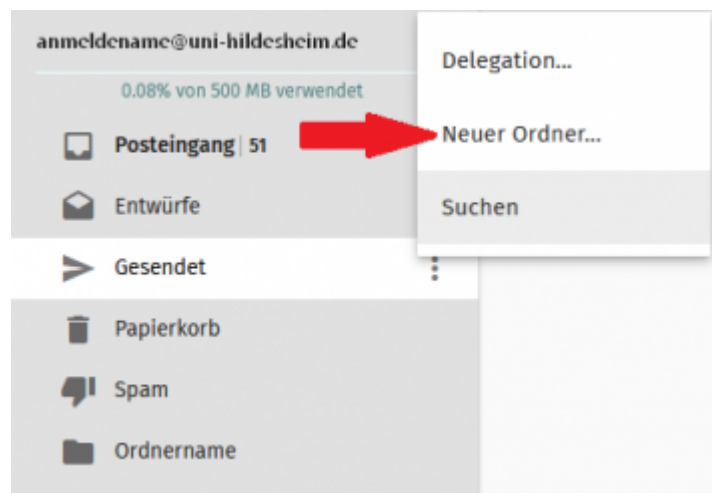 anmeldename@uni-hildesheim.de
0.08% von 500 MB verwendet
Posteingang | 51
Entwürfe
Gesendet
Papierkorb
Spam
Ordnername
Delegation...
Neuer Ordner...
Suchen